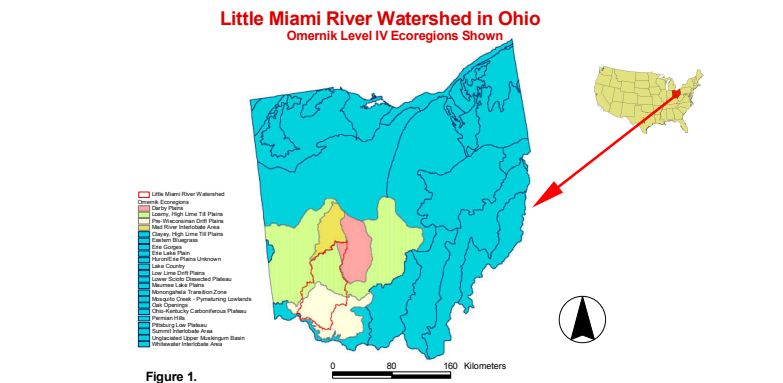 Little Miami River Watershed in Ohio
Omernik Level IV Ecoregions Shown
Little Miami River Watershed
Omernik Ecoregions
Darby Plains
Loamy, High Lime Till Plains
Pre-Wisconsinan Drift Plains
Mad River Interlobate Area
Clayey, High Lime Till Plains
Eastern Bluegrass
Erie Gorges
Erie Lake Plain
Huron/Erie Plains Unknown
Lake Country
Low Lime Drift Plains
Lower Scioto Dissected Plateau
Maumee Lake Plains
Monongahela Transition Zone
Mosquito Creek - Pymatuning Lowlands
Oak Openings
Ohio-Kentucky Carboniferous Plateau
Permian Hills
Pittsburg Low Plateau
Summit Interlobate Area
Unglaciated Upper Muskingum Basin
Whitewater Interlobate Area
0 80 160 Kilometers
Figure 1.